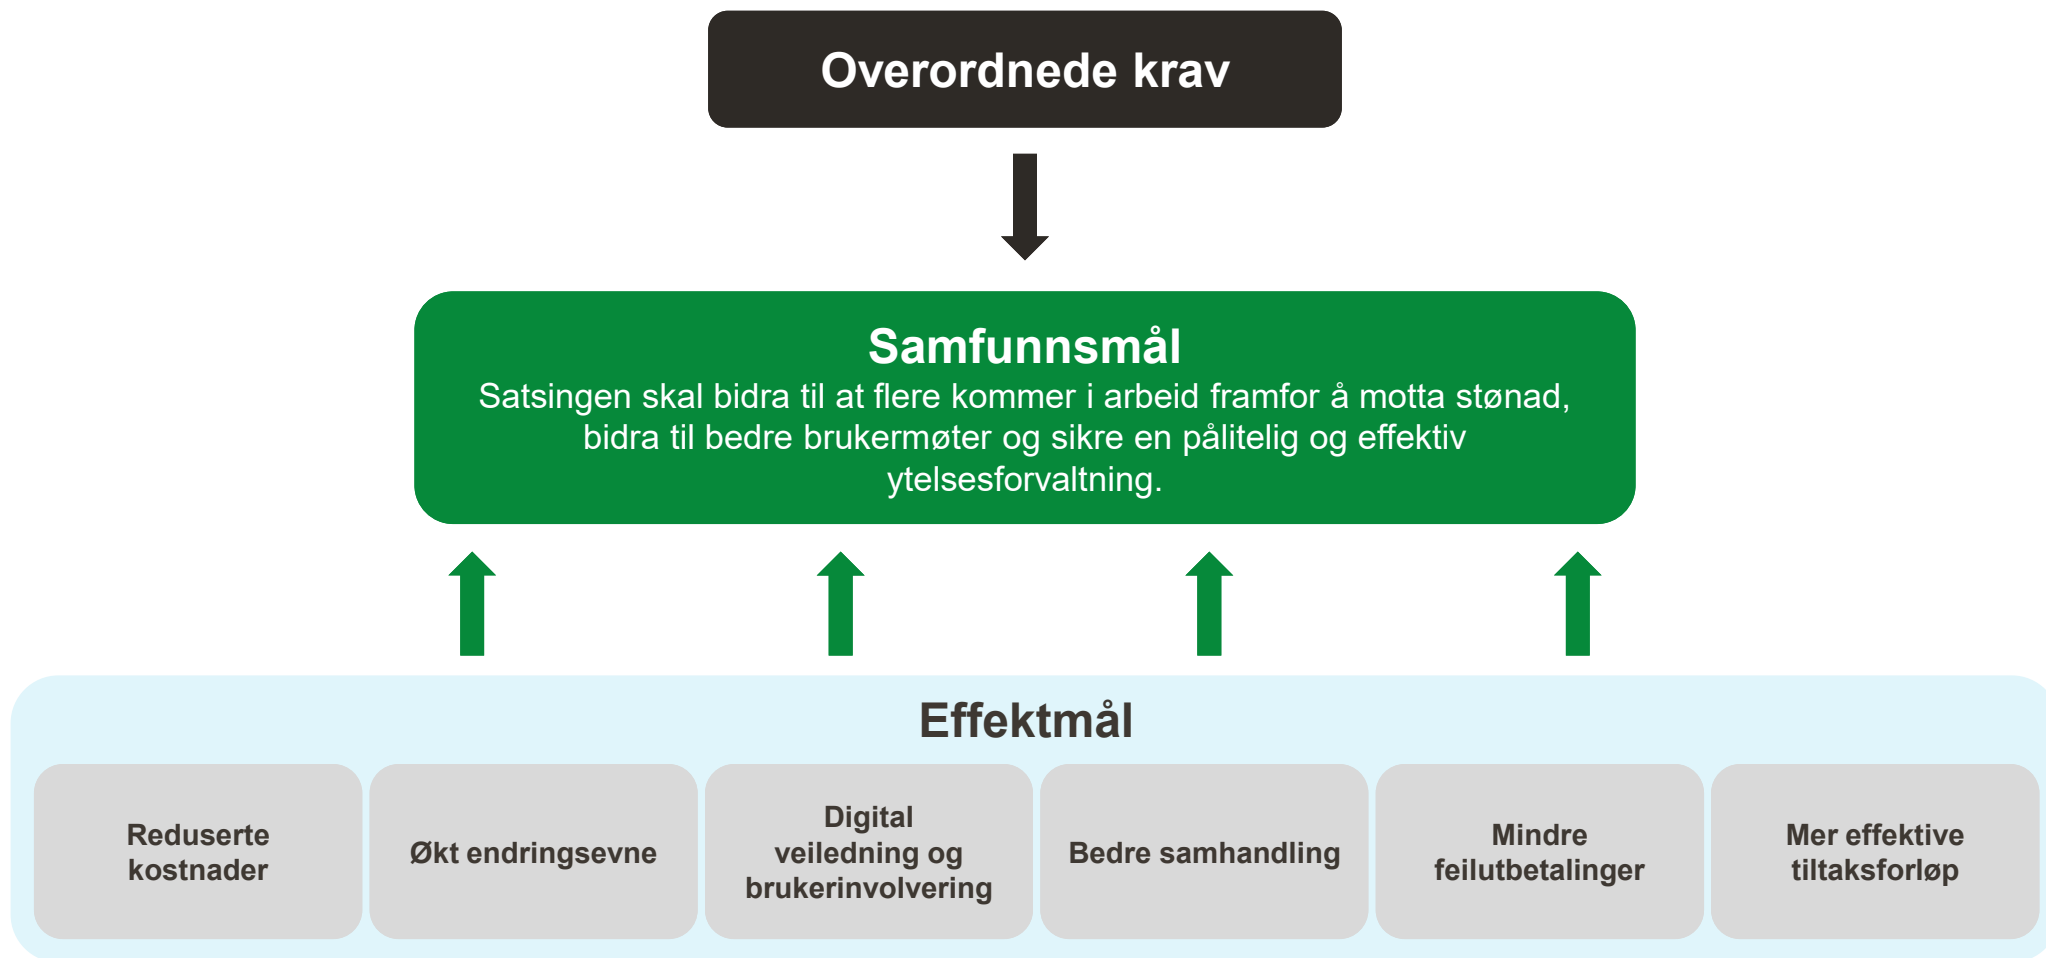 Overordnede krav
Samfunnsmål
Satsingen skal bidra til at flere kommer i arbeid framfor å motta stønad,
bidra til bedre brukermøter og sikre en pålitelig og effektiv
ytelsesforvaltning.
Effektmål
Reduserte
kostnader
Økt endringsevne
Digital
veiledning og
brukerinvolvering
Bedre samhandling
Mindre
feilutbetalinger
Mer effektive
tiltaksforløp